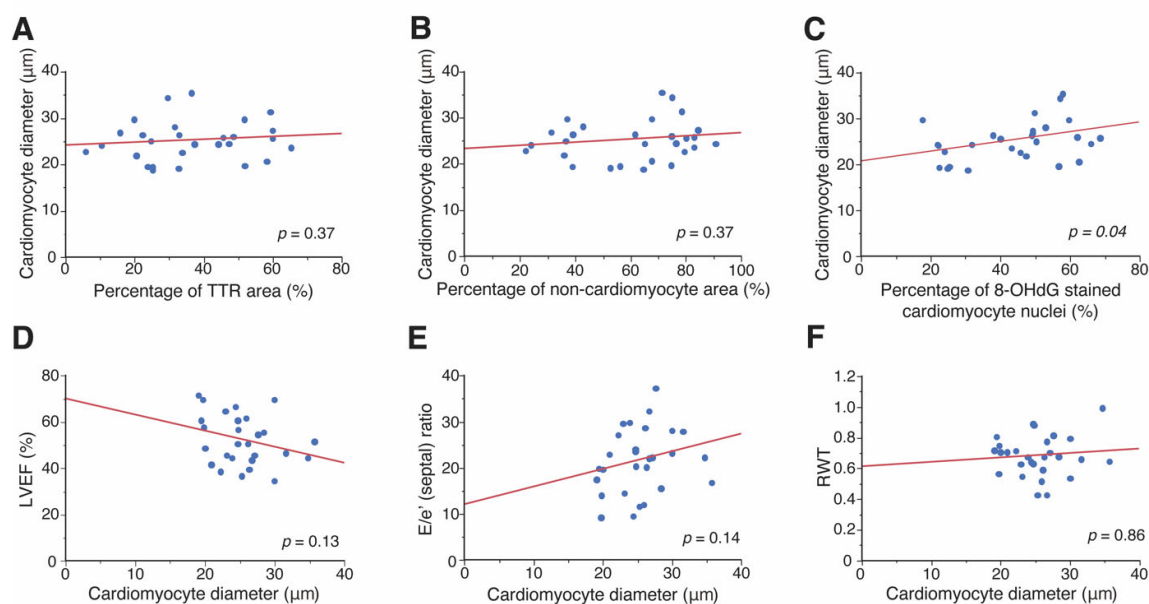 A
Cardiomyocyte diameter (μm)
40
30
20
10
0
0 20 40 60 80
Percentage of TTR area (%)
p = 0.37
B
Cardiomyocyte diameter (μm)
40
30
20
10
0
0 20 40 60 80 100
Percentage of non-cardiomyocyte area (%)
p = 0.37
C
Cardiomyocyte diameter (μm)
40
30
20
10
0
0 20 40 60 80
Percentage of 8-OHdG stained
cardiomyocyte nuclei (%)
p = 0.04
D
LVEF (%)
80
60
40
20
0
0 10 20 30 40
Cardiomyocyte diameter (μm)
p = 0.13
E
E/e' (septal) ratio
40
30
20
10
0
0 10 20 30 40
Cardiomyocyte diameter (μm)
p = 0.14
F
RWT
1.2
1.0
0.8
0.6
0.4
0.2
0
0 10 20 30 40
Cardiomyocyte diameter (μm)
p = 0.86